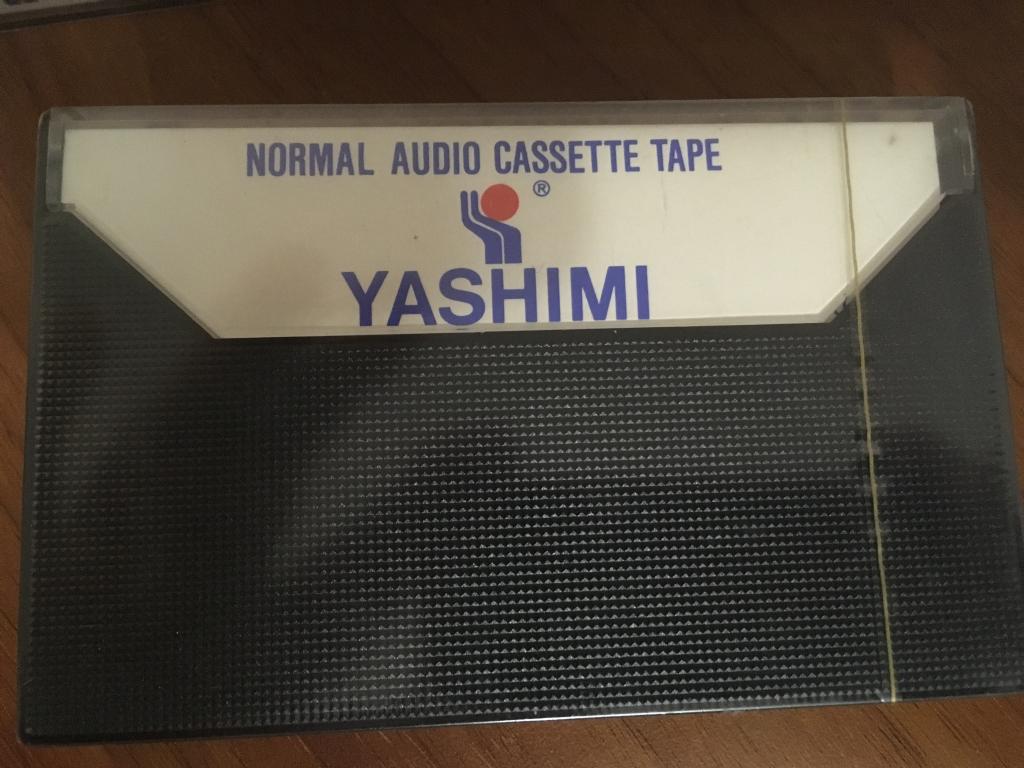 NORMAL AUDIO CASSETTE TAPE
®
YASHIMI